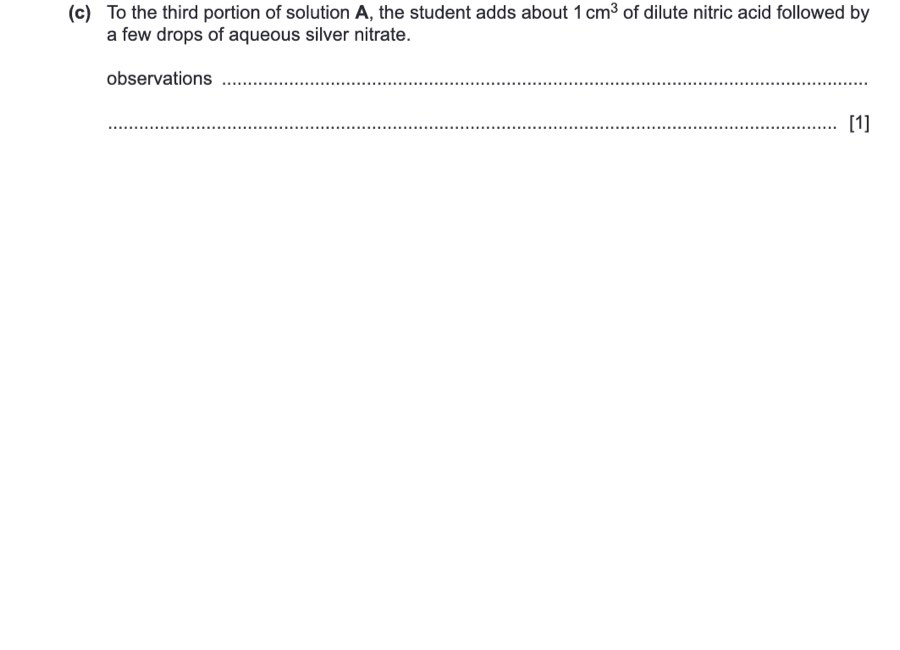 (c) To the third portion of solution A, the student adds about 1 cm³ of dilute nitric acid followed by
a few drops of aqueous silver nitrate.
observations ..........................................................................................................................
.......................................................................................................................................... [1]